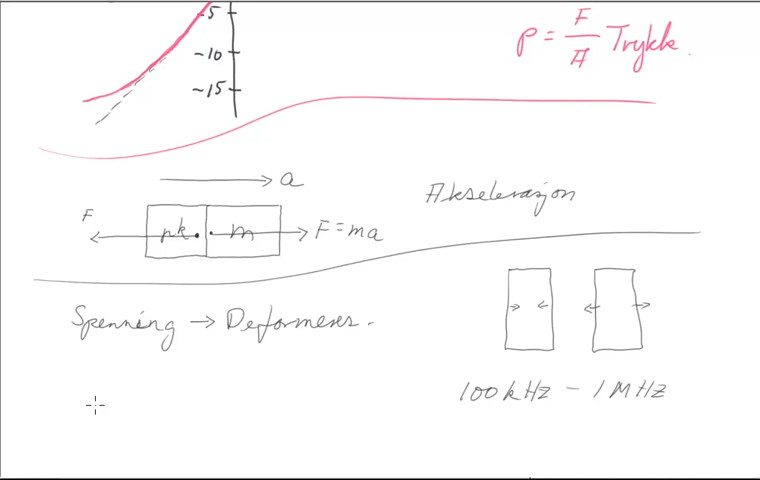 -5
-10
-15
p = F/A Trykk.
a
Akselerasjon
F
pk.
m
F = ma
Spenning → Deformeres.
100 kHz - 1 MHz